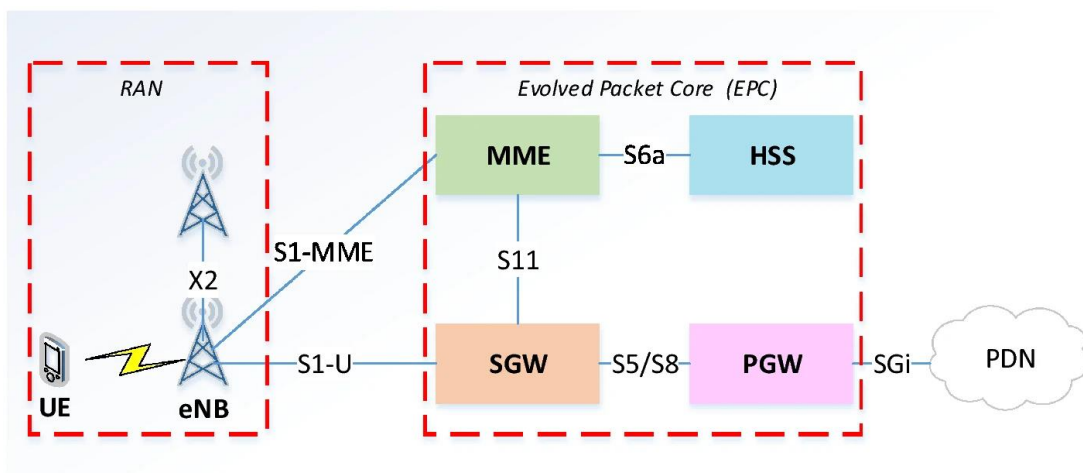 RAN
Evolved Packet Core (EPC)
MME
S6a
HSS
S1-MME
S11
X2
UE
eNB
S1-U
SGW
S5/S8
PGW
SGi
PDN